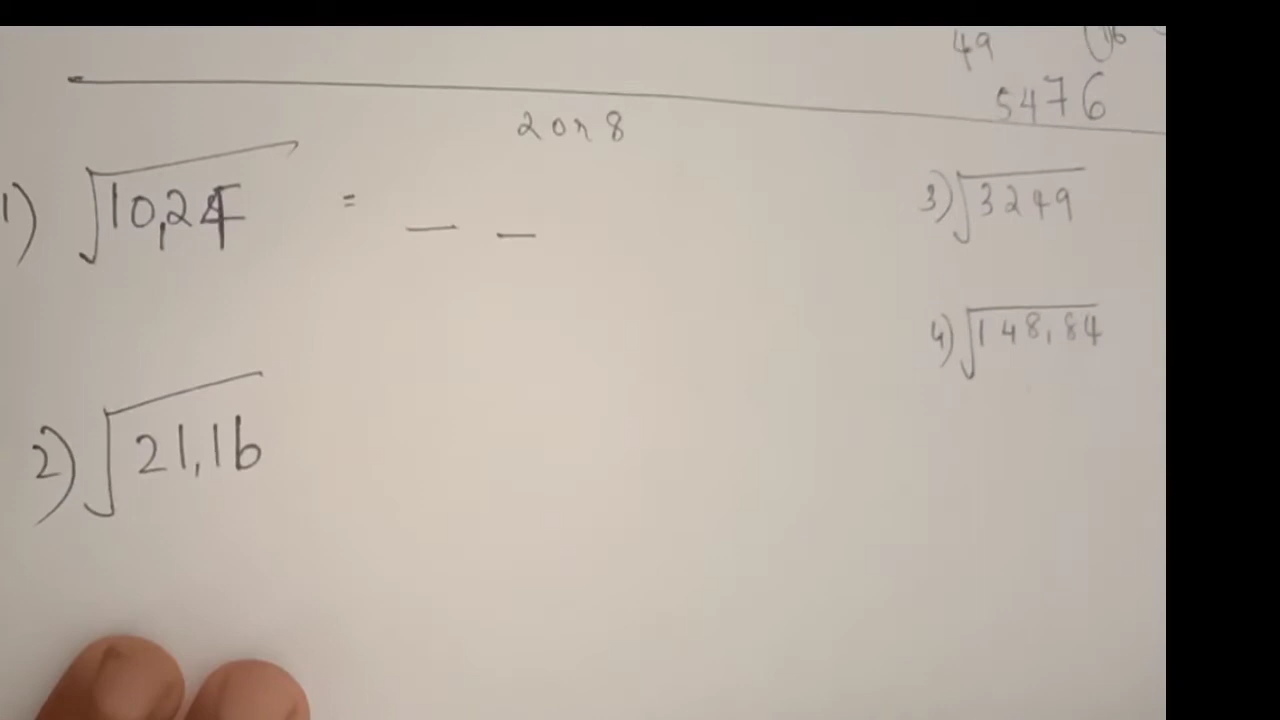 49
5476
2 or 8
1) √10,24 = _ _
3) √3249
4) √148,84
2) √21,16